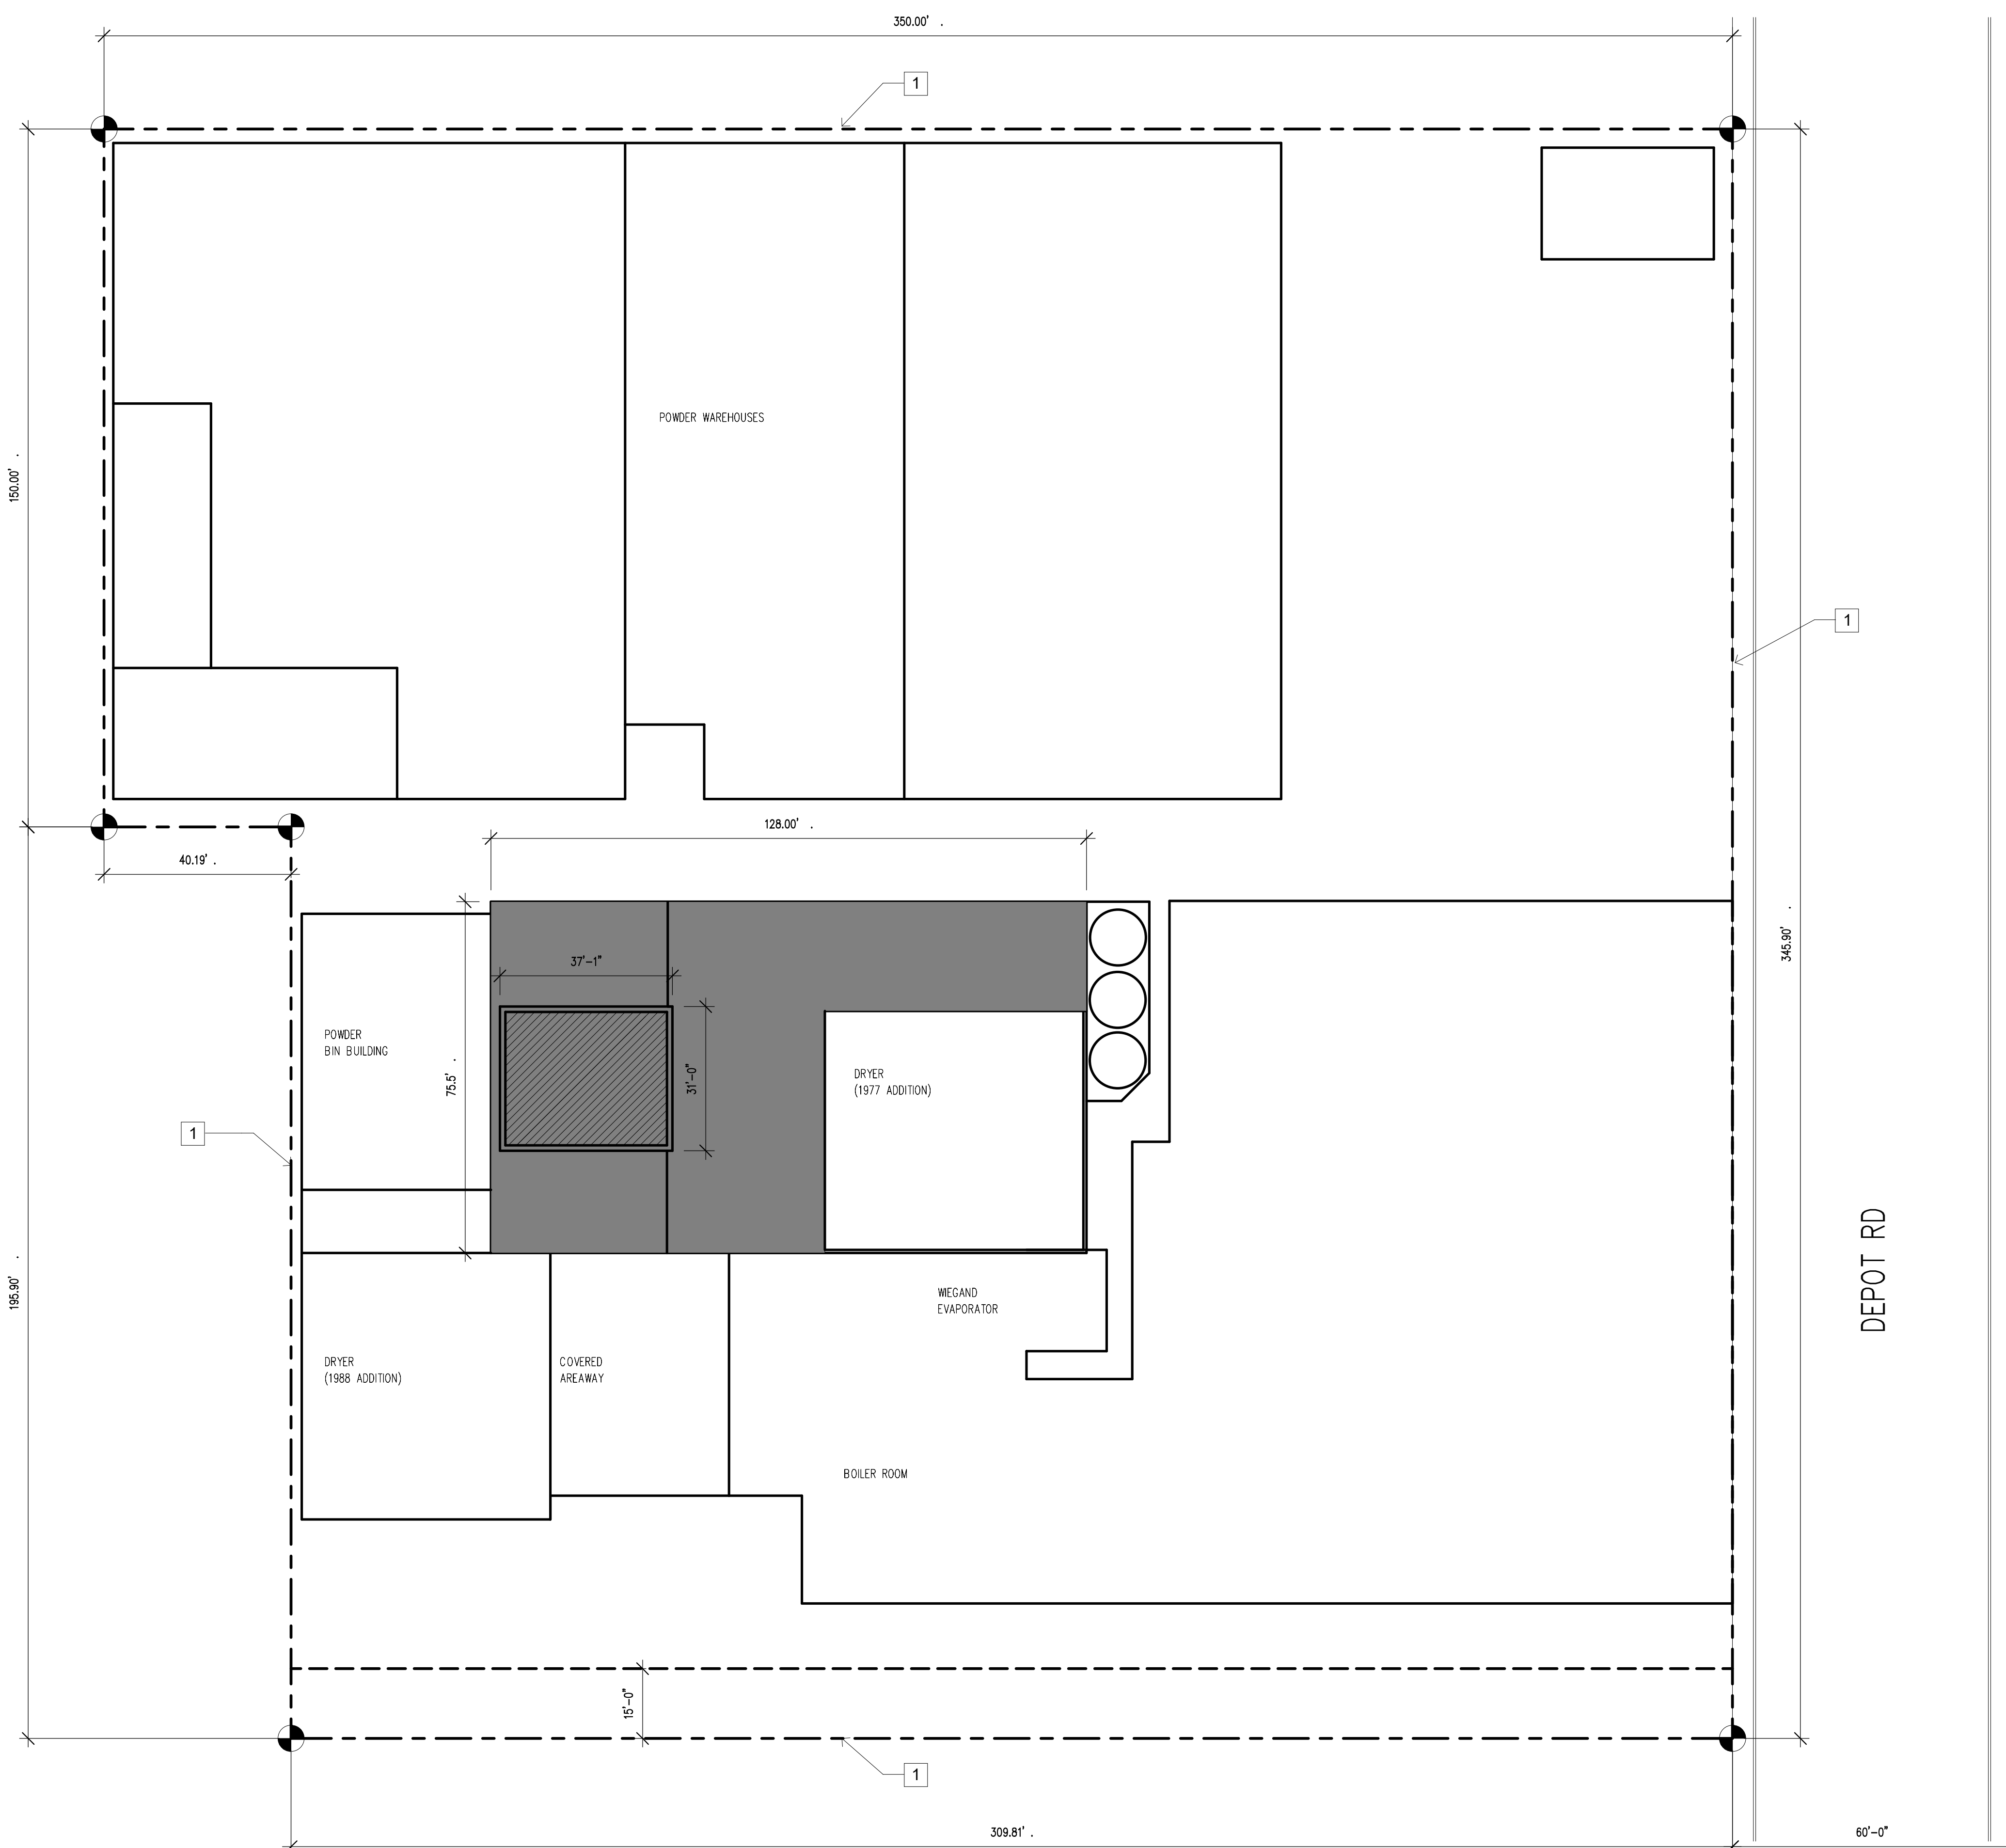 350.00' .
1
POWDER WAREHOUSES
150.00' .
1
128.00' .
40.19' .
345.90' .
37'-1"
POWDER
BIN BUILDING
75.5' .
31'-0"
DRYER
(1977 ADDITION)
1
DEPOT RD
195.90' .
WIEGAND
EVAPORATOR
DRYER
(1988 ADDITION)
COVERED
AREAWAY
BOILER ROOM
15'-0"
1
309.81' .
60'-0"